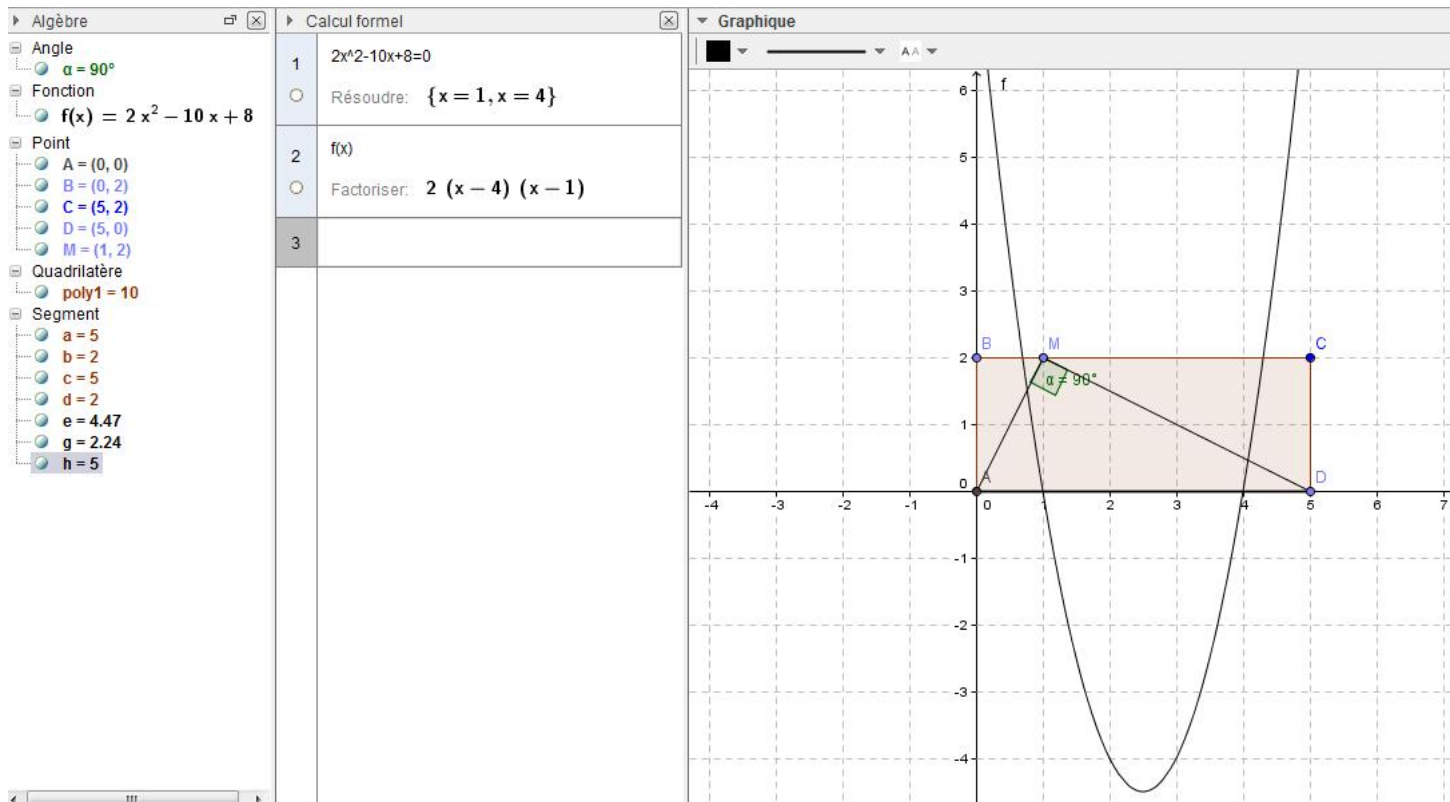 Algèbre
Angle
α = 90°
Fonction
f(x) = 2 x² − 10 x + 8
Point
A = (0, 0)
B = (0, 2)
C = (5, 2)
D = (5, 0)
M = (1, 2)
Quadrilatère
poly1 = 10
Segment
a = 5
b = 2
c = 5
d = 2
e = 4.47
g = 2.24
h = 5
Calcul formel
1
2x^2-10x+8=0
Résoudre: {x = 1, x = 4}
2
f(x)
Factoriser: 2 (x − 4) (x − 1)
3
Graphique
AA
6
f
5
4
3
B M C
2
α = 90°
1
0 A D
-4 -3 -2 -1 0 1 2 3 4 5 6 7
-1
-2
-3
-4